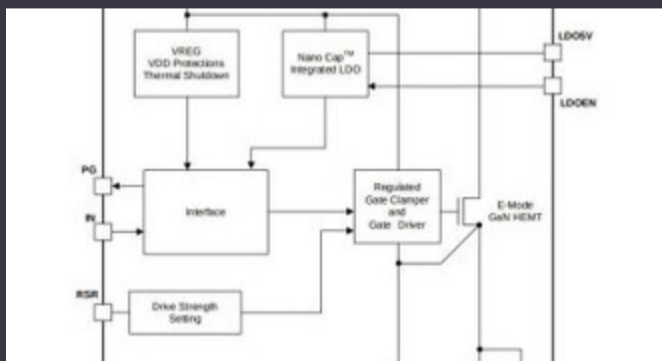 VREG
VDD Protections
Thermal Shutdown
Nano Cap™
Integrated LDO
LDO5V
LDOEN
PG
IN
Interface
Regulated
Gate Clamper
and
Gate Driver
E-Mode
GaN HEMT
RSR
Drive Strength
Setting